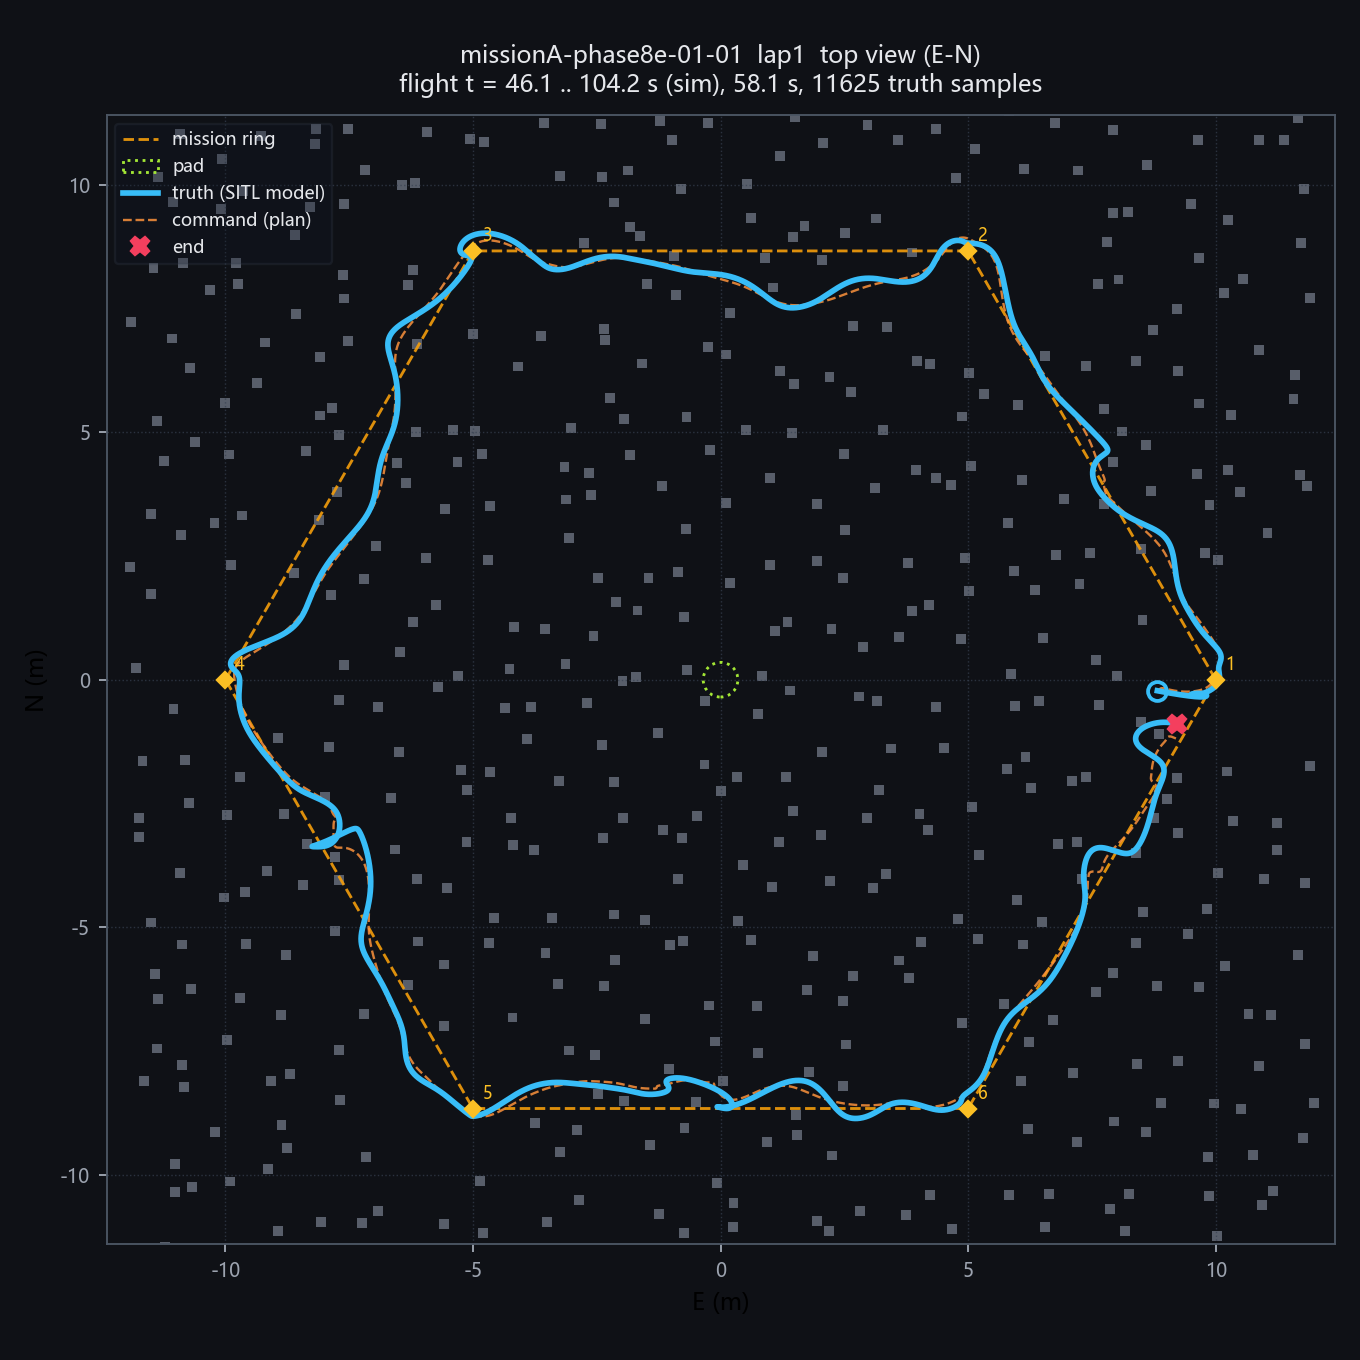 missionA-phase8e-01-01 lap1 top view (E-N)
flight t = 46.1 .. 104.2 s (sim), 58.1 s, 11625 truth samples
mission ring
pad
truth (SITL model)
command (plan)
end
3
2
4
1
5
6
10
5
0
-5
-10
N (m)
-10
-5
0
5
10
E (m)